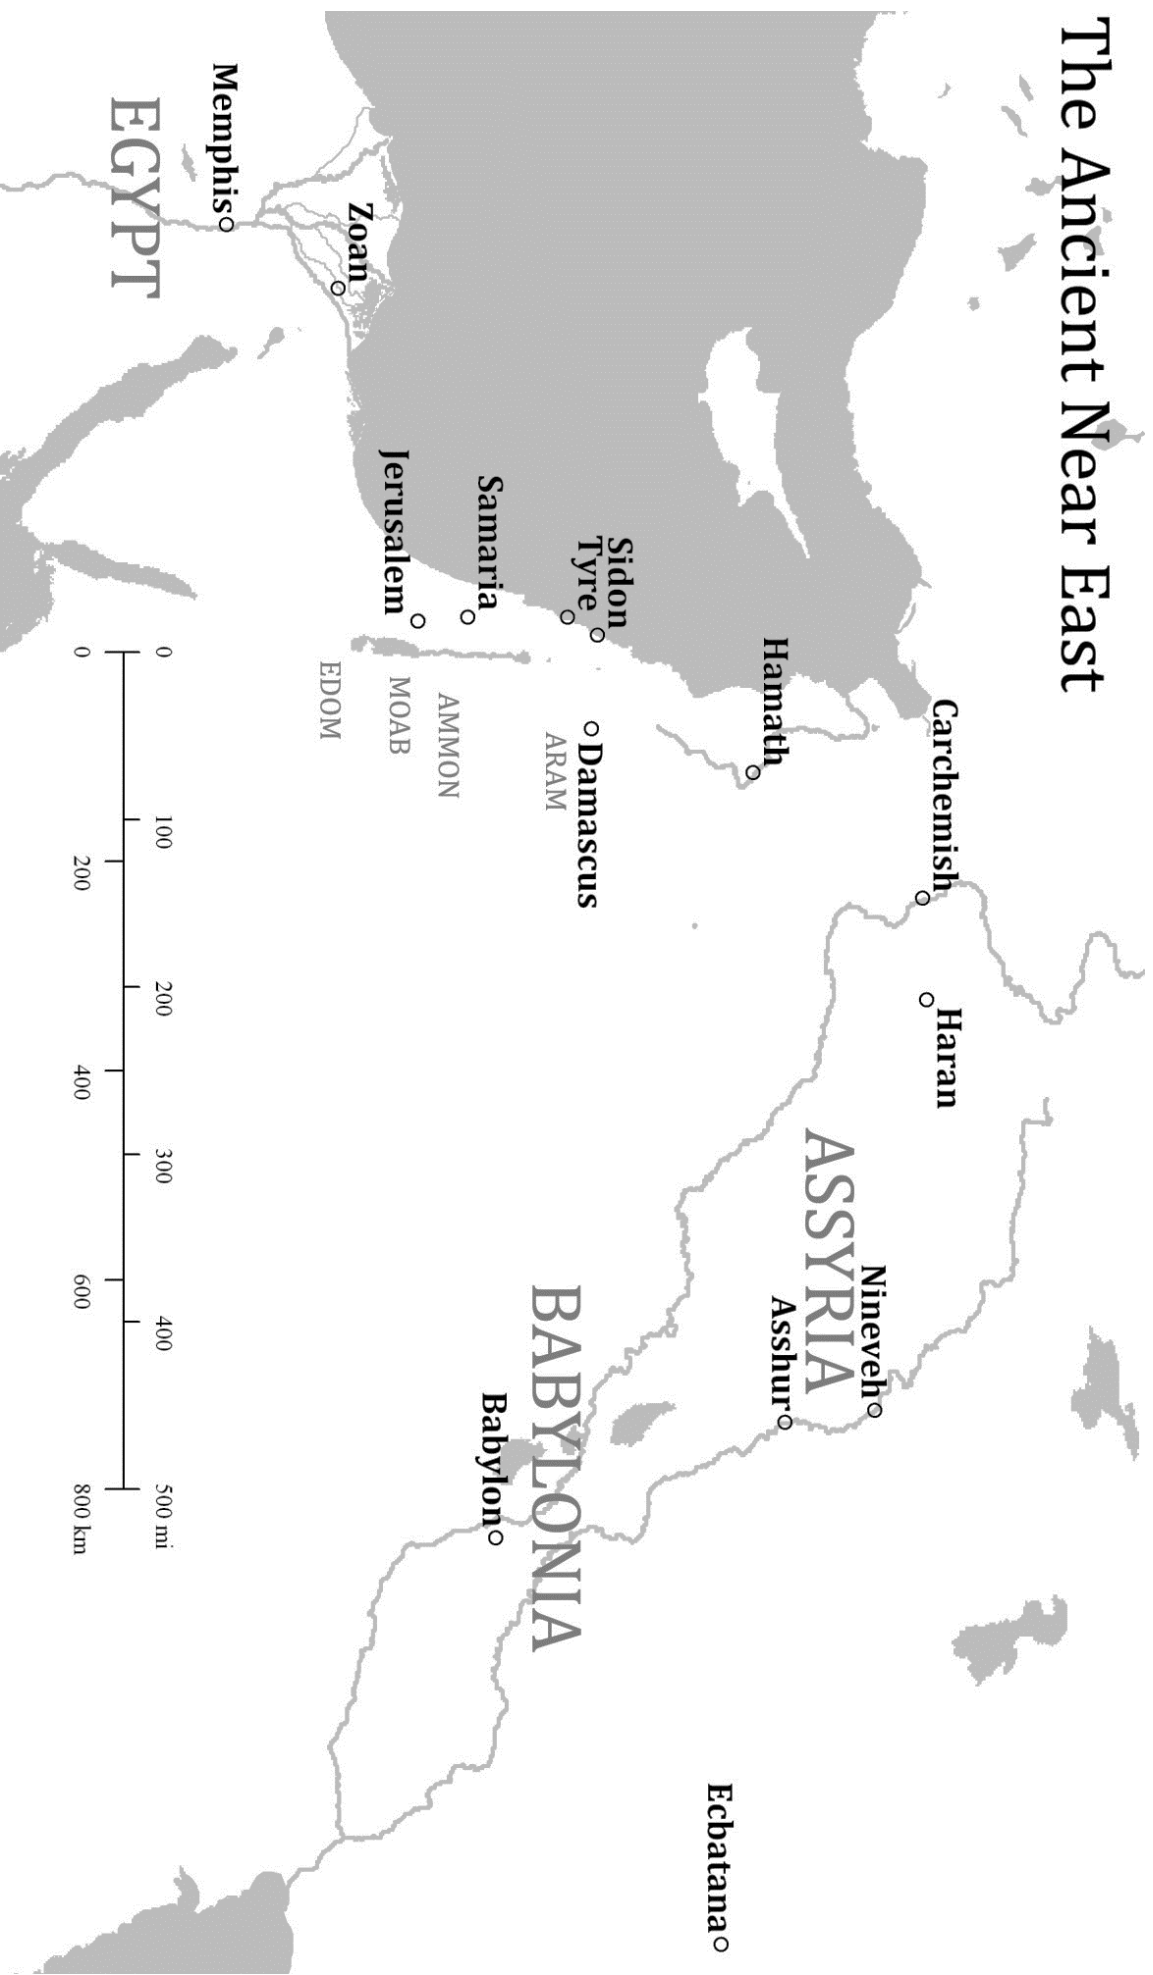 The Ancient Near East
Carchemish
Haran
Nineveh
ASSYRIA
Asshur
Hamath
Ecbatana
Sidon
Tyre
Damascus
ARAM
BABYLONIA
Samaria
Babylon
AMMON
Jerusalem
MOAB
Zoan
EDOM
Memphis
EGYPT
0 100 200 300 400 500 mi
0 200 400 600 800 km